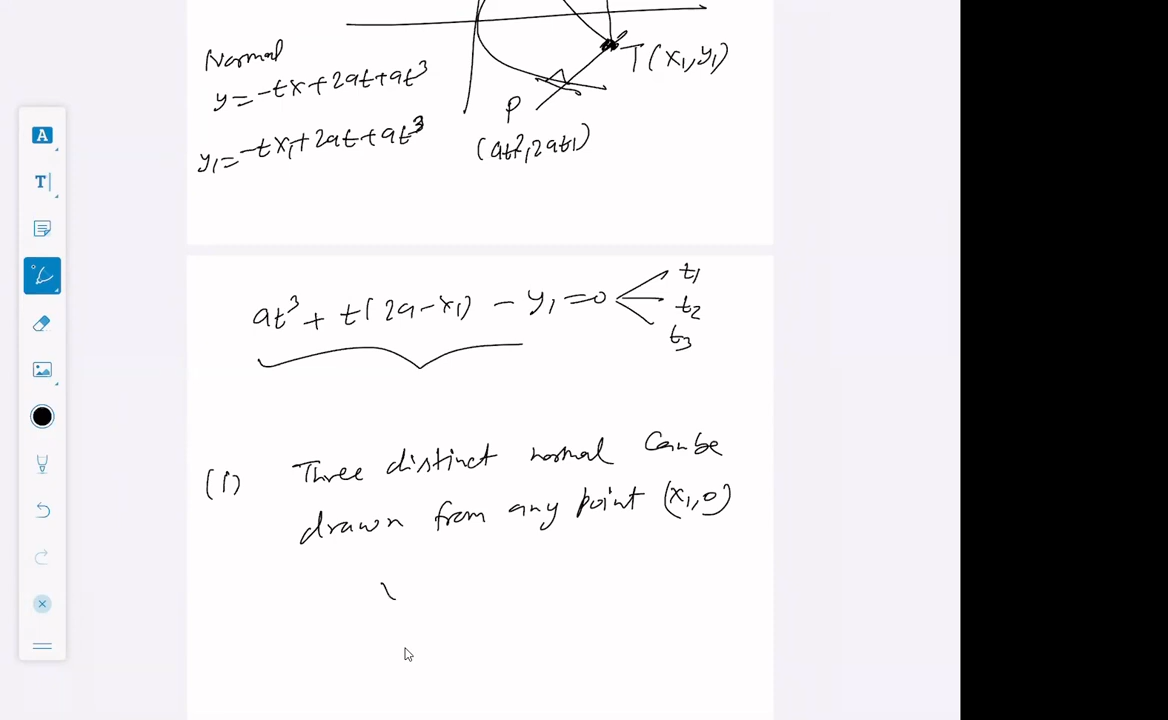 T(x₁,y₁)
Normal
y=-tx+2at+at³
P
y₁=-tx₁+2at+at³
(at²,2at₁)
at³ + t(2a-x₁) - y₁=0
t₁
t₂
t₃
(1) Three distinct normal can be
drawn from any point (x₁,0)
A
T